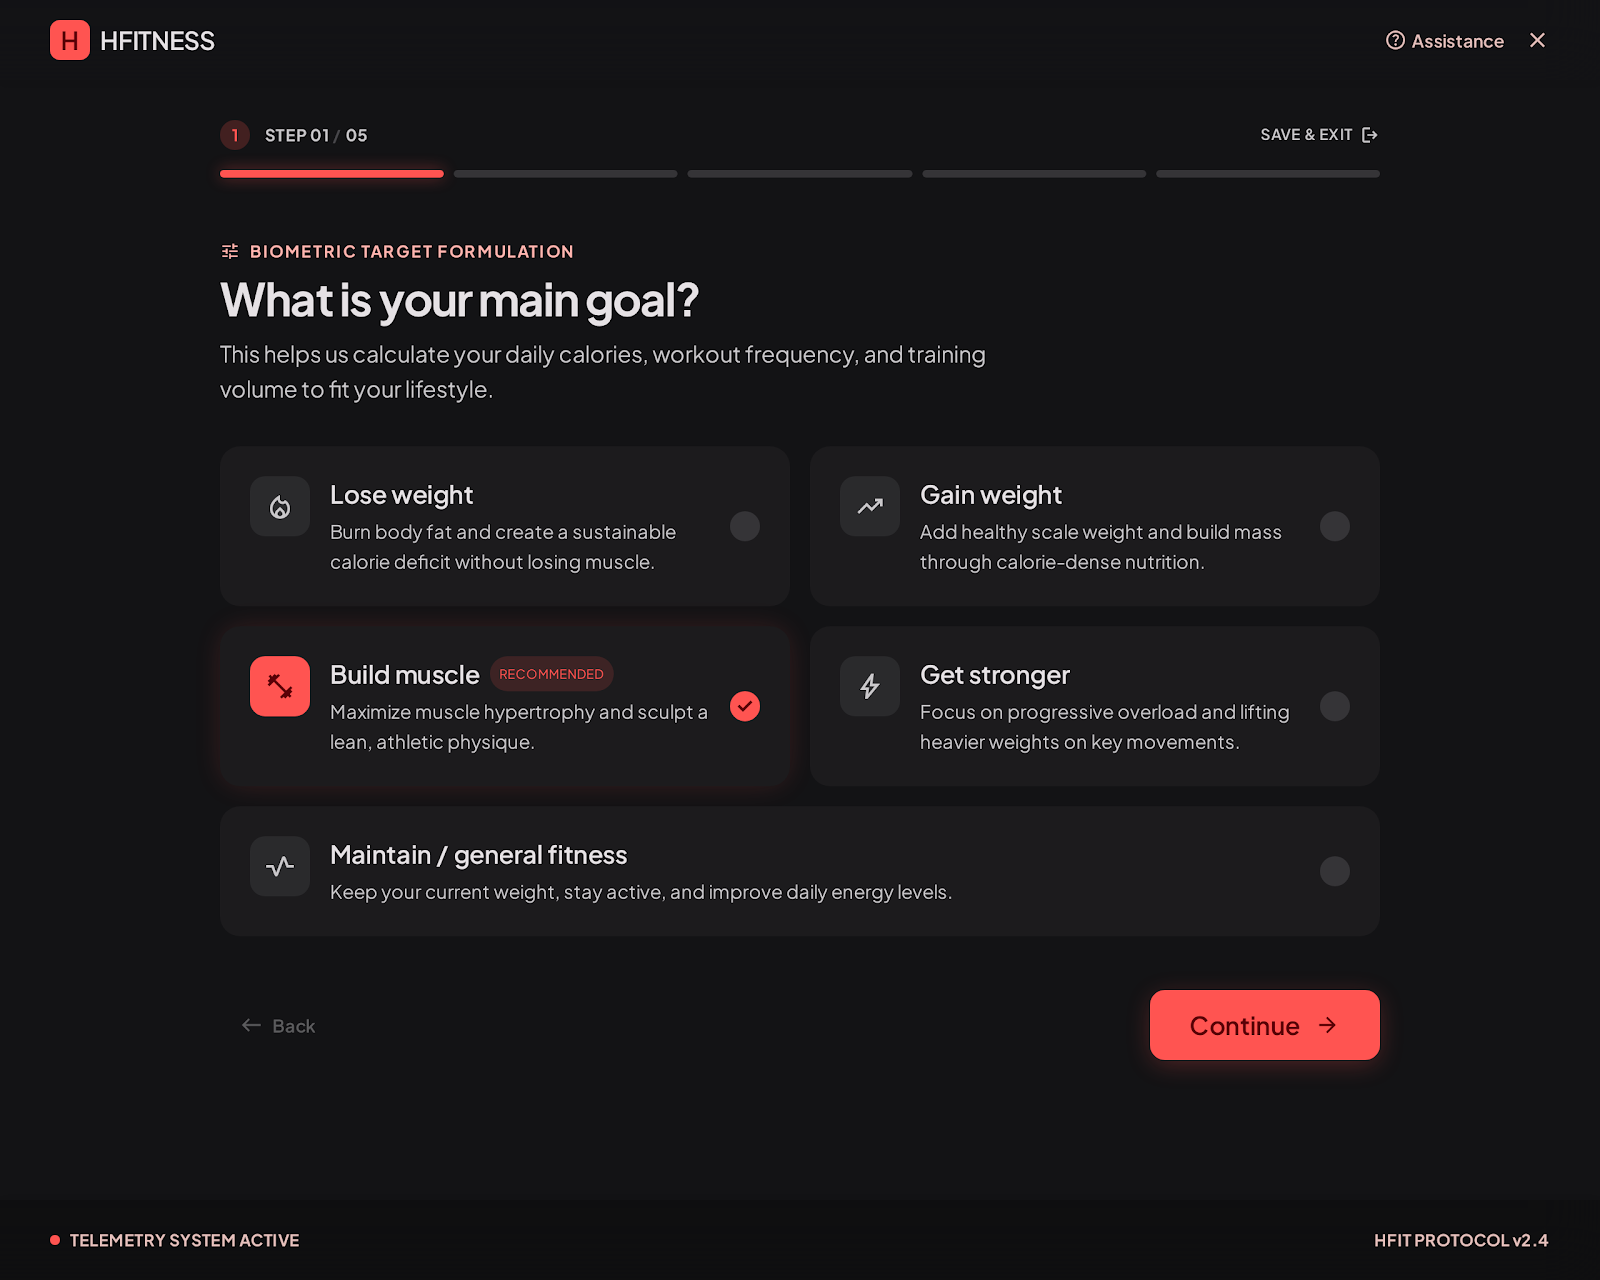 H HFITNESS
Assistance
1 STEP 01 / 05
SAVE & EXIT
BIOMETRIC TARGET FORMULATION
What is your main goal?
This helps us calculate your daily calories, workout frequency, and training
volume to fit your lifestyle.
Lose weight
Burn body fat and create a sustainable
calorie deficit without losing muscle.
Gain weight
Add healthy scale weight and build mass
through calorie-dense nutrition.
Build muscle RECOMMENDED
Maximize muscle hypertrophy and sculpt a
lean, athletic physique.
Get stronger
Focus on progressive overload and lifting
heavier weights on key movements.
Maintain / general fitness
Keep your current weight, stay active, and improve daily energy levels.
Back
Continue
TELEMETRY SYSTEM ACTIVE
HFIT PROTOCOL v2.4